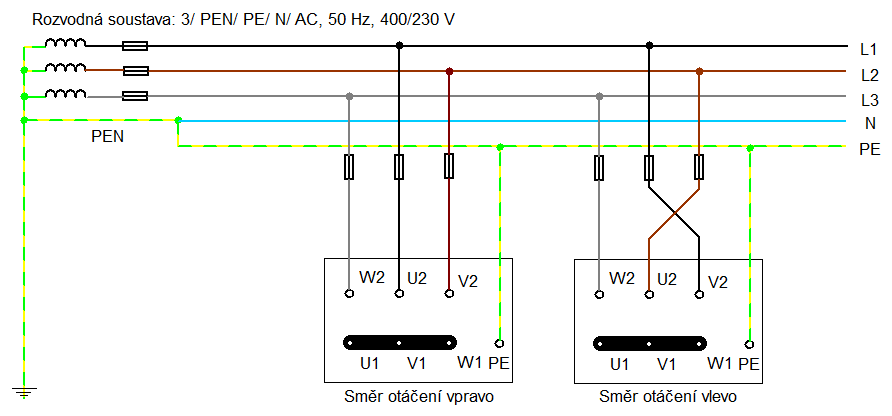 Rozvodná soustava: 3/ PEN/ PE/ N/ AC, 50 Hz, 400/230 V
L1
L2
L3
N
PEN
PE
W2 U2 V2
U1 V1 W1 PE
Směr otáčení vpravo
W2 U2 V2
U1 V1 W1 PE
Směr otáčení vlevo